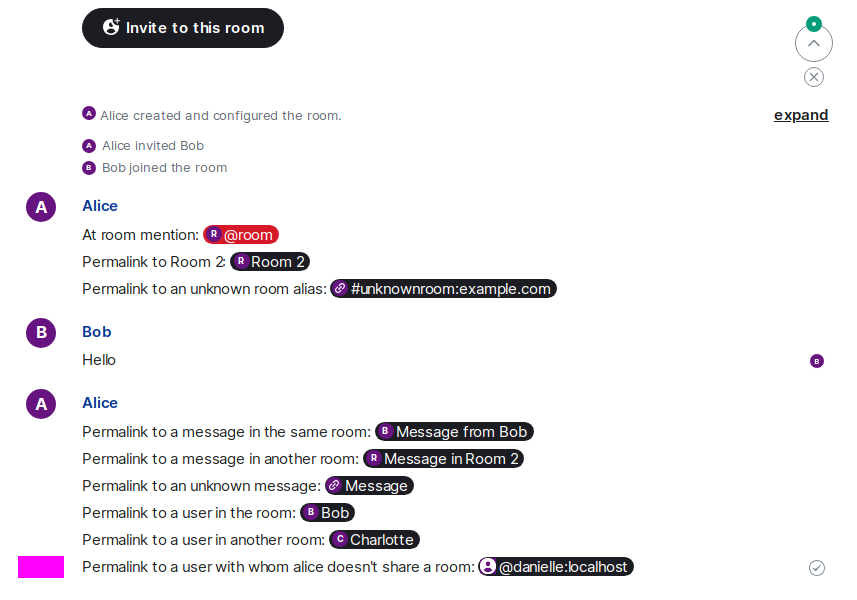 Invite to this room
A Alice created and configured the room. expand
A Alice invited Bob
B Bob joined the room
A Alice
At room mention: R @room
Permalink to Room 2: R Room 2
Permalink to an unknown room alias: #unknownroom:example.com
B Bob
Hello B
A Alice
Permalink to a message in the same room: B Message from Bob
Permalink to a message in another room: R Message in Room 2
Permalink to an unknown message: Message
Permalink to a user in the room: B Bob
Permalink to a user in another room: C Charlotte
Permalink to a user with whom alice doesn't share a room: @danielle:localhost